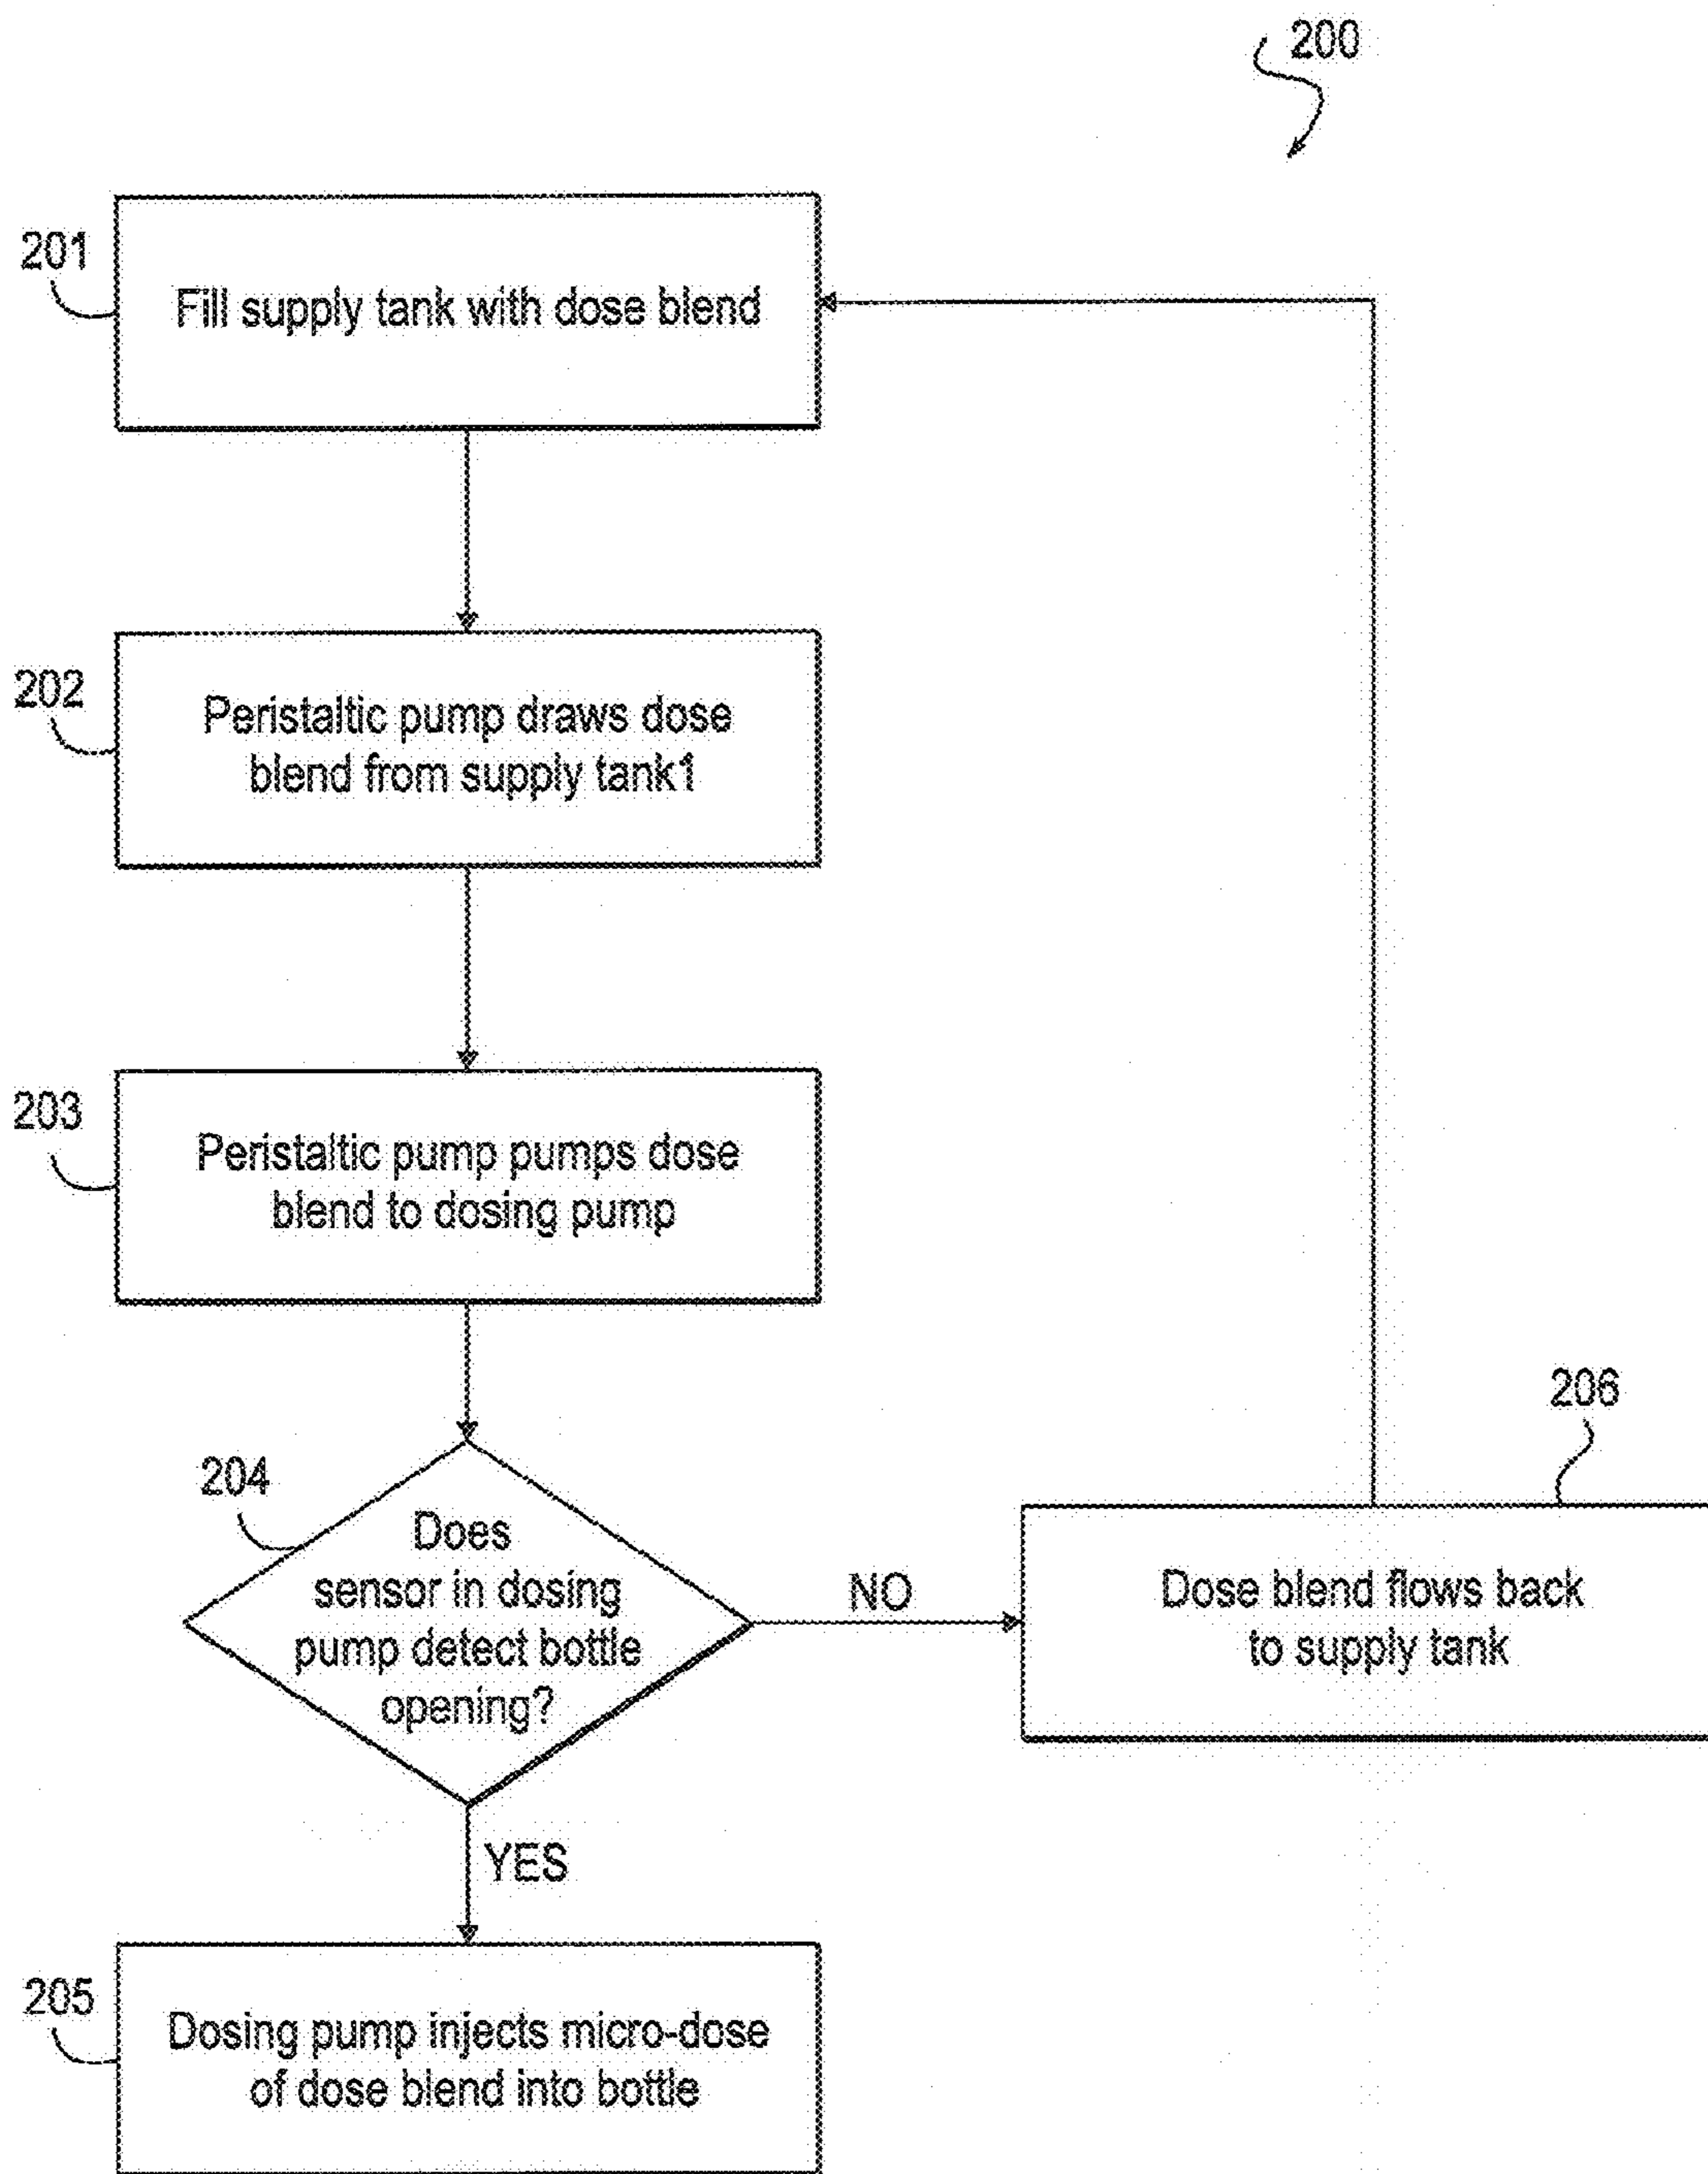 200
201
Fill supply tank with dose blend
202
Peristaltic pump draws dose
blend from supply tank1
203
Peristaltic pump pumps dose
blend to dosing pump
204
Does
sensor in dosing
pump detect bottle
opening?
NO
206
Dose blend flows back
to supply tank
YES
205
Dosing pump injects micro-dose
of dose blend into bottle